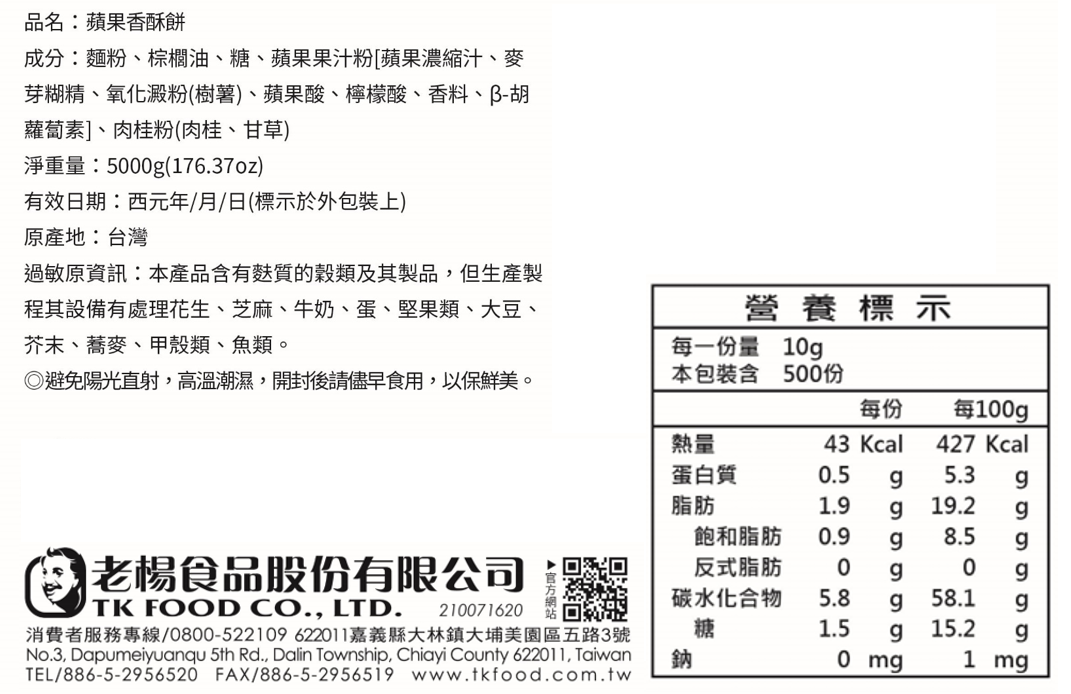 品名：蘋果香酥餅
成分：麵粉、棕櫚油、糖、蘋果果汁粉[蘋果濃縮汁、麥
芽糊精、氧化澱粉(樹薯)、蘋果酸、檸檬酸、香料、β-胡
蘿蔔素]、肉桂粉(肉桂、甘草)
淨重量：5000g(176.37oz)
有效日期：西元年/月/日(標示於外包裝上)
原產地：台灣
過敏原資訊：本產品含有麩質的穀類及其製品，但生產製
程其設備有處理花生、芝麻、牛奶、蛋、堅果類、大豆、
芥末、蕎麥、甲殼類、魚類。
◎避免陽光直射，高溫潮濕，開封後請儘早食用，以保鮮美。
營養標示
每一份量 10g
本包裝含 500份
每份 每100g
熱量 43 Kcal 427 Kcal
蛋白質 0.5 g 5.3 g
脂肪 1.9 g 19.2 g
飽和脂肪 0.9 g 8.5 g
反式脂肪 0 g 0 g
碳水化合物 5.8 g 58.1 g
糖 1.5 g 15.2 g
鈉 0 mg 1 mg
老楊食品股份有限公司
TK FOOD CO., LTD. 210071620
▶官方網站
消費者服務專線/0800-522109 622011嘉義縣大林鎮大埔美園區五路3號
No.3, Dapumeiyuanqu 5th Rd., Dalin Township, Chiayi County 622011, Taiwan
TEL/886-5-2956520 FAX/886-5-2956519 www.tkfood.com.tw